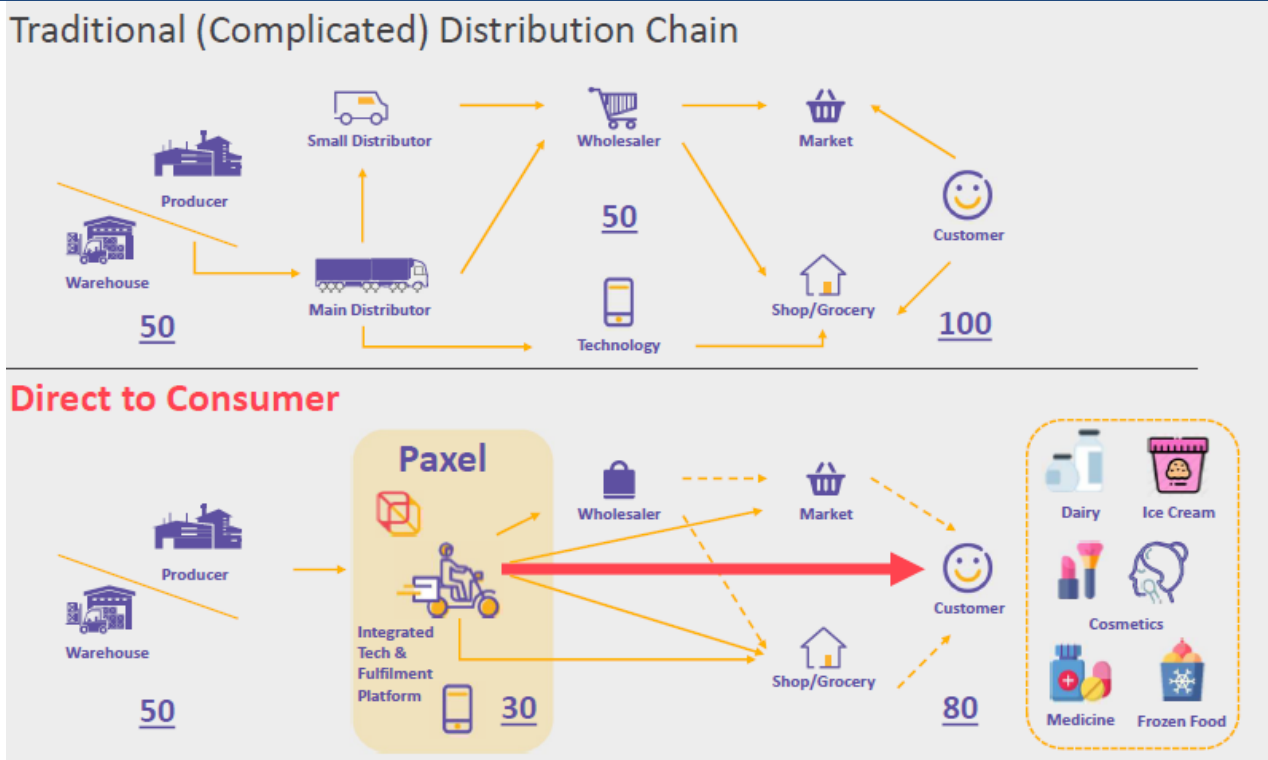 Traditional (Complicated) Distribution Chain
Small Distributor
Wholesaler
Market
Producer
50
Customer
Warehouse
Main Distributor
Shop/Grocery
50
100
Technology
Direct to Consumer
Paxel
Wholesaler
Market
Dairy
Ice Cream
Producer
Customer
Integrated
Tech &
Fulfilment
Platform
Cosmetics
Warehouse
Shop/Grocery
50
30
80
Medicine
Frozen Food